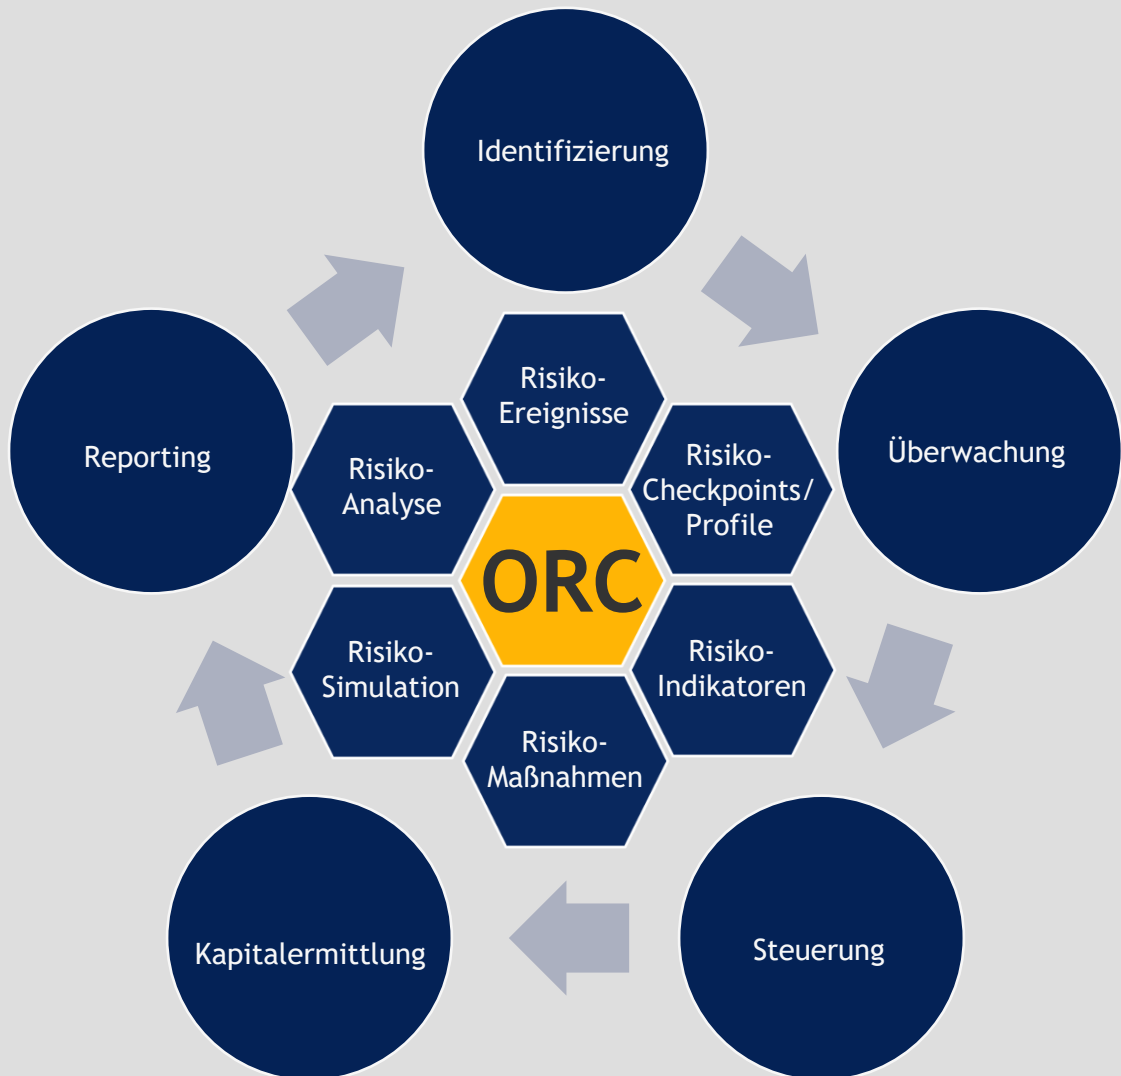 Identifizierung
Reporting
Überwachung
Risiko-
Ereignisse
Risiko-
Analyse
Risiko-
Checkpoints/
Profile
ORC
Risiko-
Simulation
Risiko-
Indikatoren
Risiko-
Maßnahmen
Kapitalermittlung
Steuerung